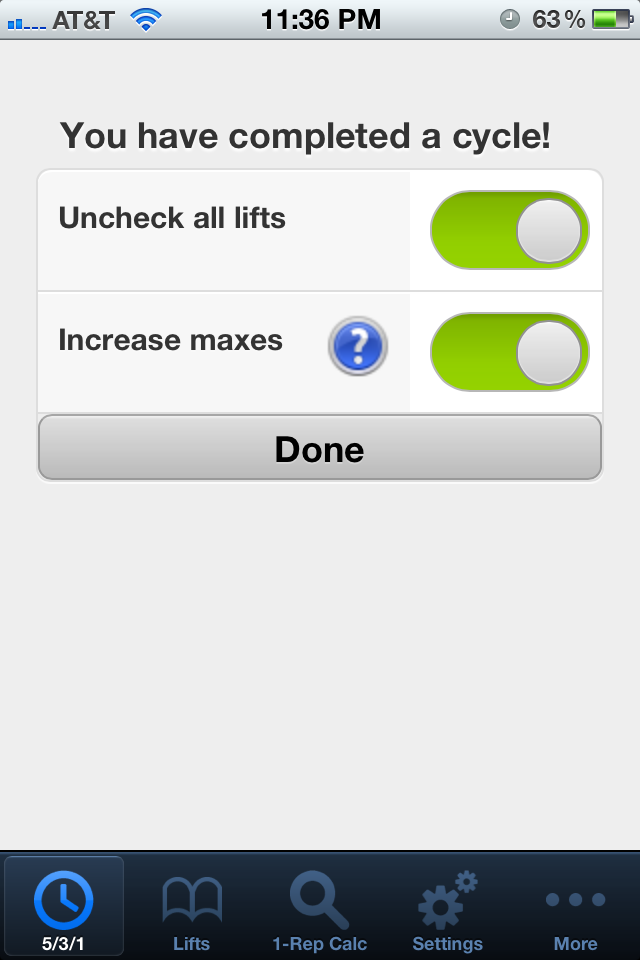 AT&T 11:36 PM 63%
You have completed a cycle!
Uncheck all lifts
Increase maxes ?
Done
5/3/1 Lifts 1-Rep Calc Settings More